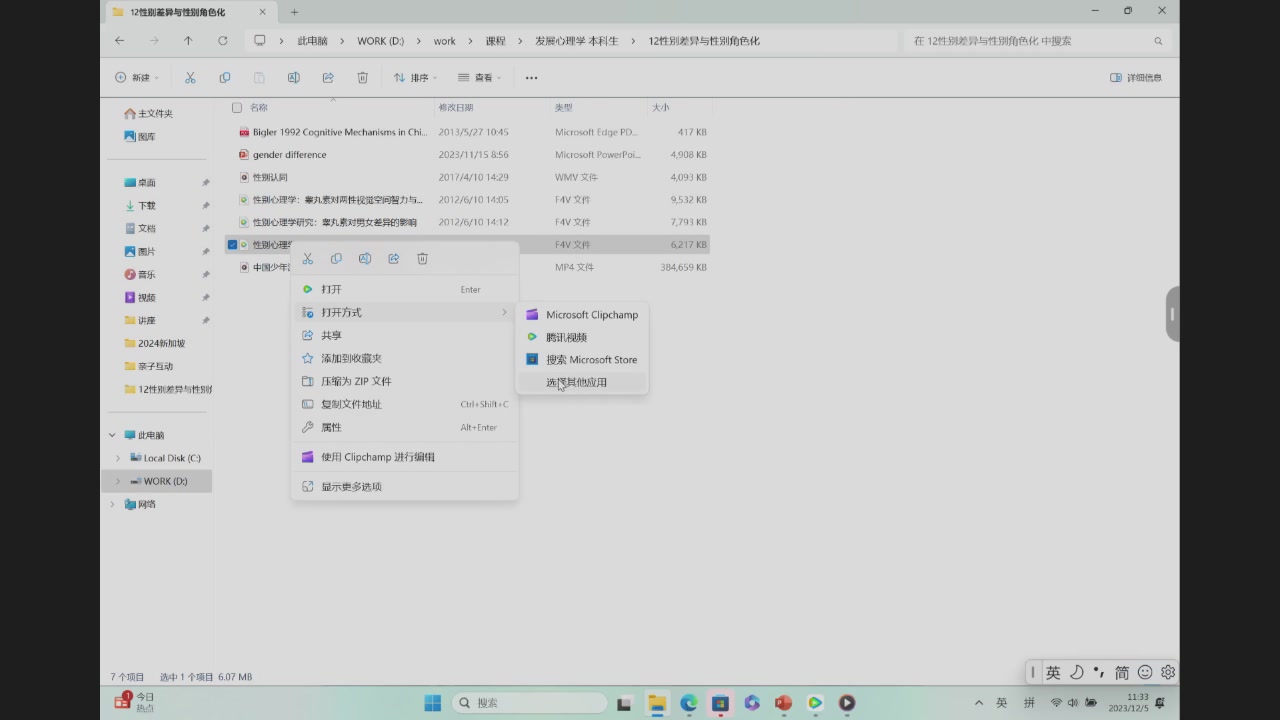 12性别差异与性别角色化
此电脑 > WORK (D:) > work > 课程 > 发展心理学 本科生 > 12性别差异与性别角色化
在 12性别差异与性别角色化 中搜索
新建
排序
查看
详细信息
主文件夹
图库
桌面
下载
文档
图片
音乐
视频
讲座
2024新加坡
亲子互动
12性别差异与性别角
此电脑
Local Disk (C:)
WORK (D:)
网络
名称 修改日期 类型 大小
Bigler 1992 Cognitive Mechanisms in Chi... 2013/5/27 10:45 Microsoft Edge PD... 417 KB
gender difference 2023/11/15 8:56 Microsoft PowerPoi... 4,908 KB
性别认同 2017/4/10 14:29 WMV 文件 4,093 KB
性别心理学：睾丸素对两性视觉空间智力与... 2012/6/10 14:05 F4V 文件 9,532 KB
性别心理学研究：睾丸素对男女差异的影响 2012/6/10 14:12 F4V 文件 7,793 KB
性别心理学 F4V 文件 6,217 KB
中国少年 MP4 文件 384,659 KB
打开 Enter
打开方式
共享
添加到收藏夹
压缩为 ZIP 文件
复制文件地址 Ctrl+Shift+C
属性 Alt+Enter
使用 Clipchamp 进行编辑
显示更多选项
Microsoft Clipchamp
腾讯视频
搜索 Microsoft Store
选择其他应用
7 个项目 选中 1 个项目 6.07 MB
英 简
1
今日
热点
搜索
英 拼
11:33
2023/12/5